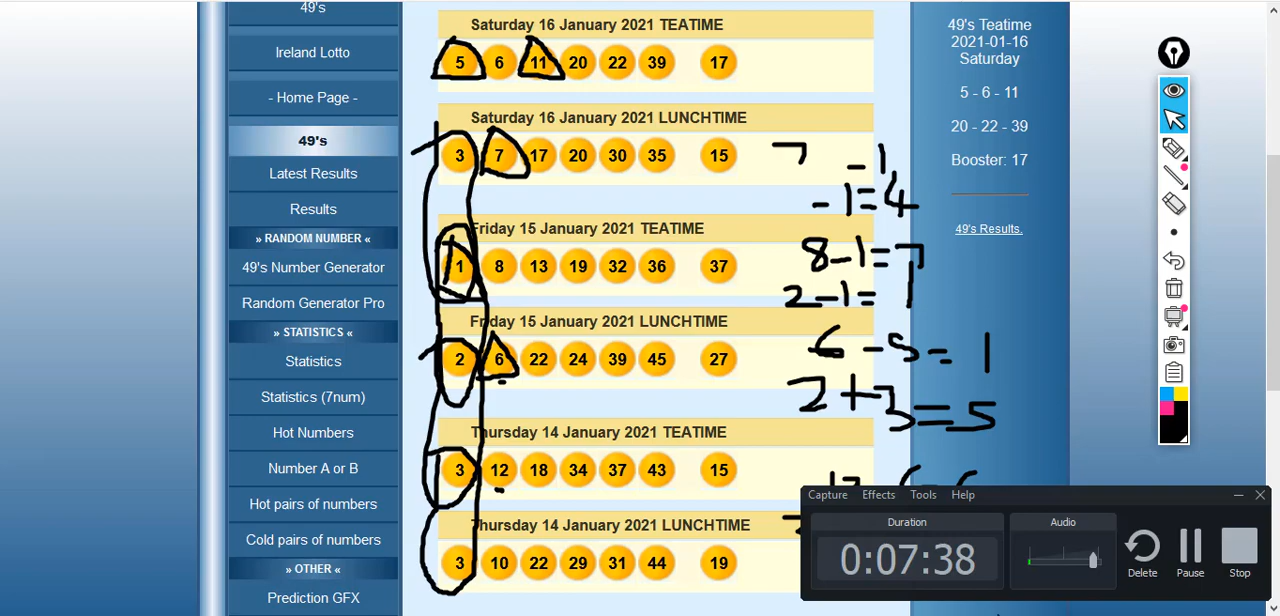 49's
Ireland Lotto
- Home Page -
49's
Latest Results
Results
» RANDOM NUMBER «
49's Number Generator
Random Generator Pro
» STATISTICS «
Statistics
Statistics (7num)
Hot Numbers
Number A or B
Hot pairs of numbers
Cold pairs of numbers
» OTHER «
Prediction GFX
Saturday 16 January 2021 TEATIME
5 6 11 20 22 39 17
Saturday 16 January 2021 LUNCHTIME
3 7 17 20 30 35 15
Friday 15 January 2021 TEATIME
1 8 13 19 32 36 37
Friday 15 January 2021 LUNCHTIME
2 6 22 24 39 45 27
Thursday 14 January 2021 TEATIME
3 12 18 34 37 43 15
Thursday 14 January 2021 LUNCHTIME
3 10 22 29 31 44 19
7 - 1
- 1 = 4
8 - 1 = 7
2 - 1 = 1
6 - 5 = 1
2 + 3 = 5
49's Teatime
2021-01-16
Saturday
5 - 6 - 11
20 - 22 - 39
Booster: 17
49's Results.
Capture Effects Tools Help
Duration
0:07:38
Audio
Delete
Pause
Stop